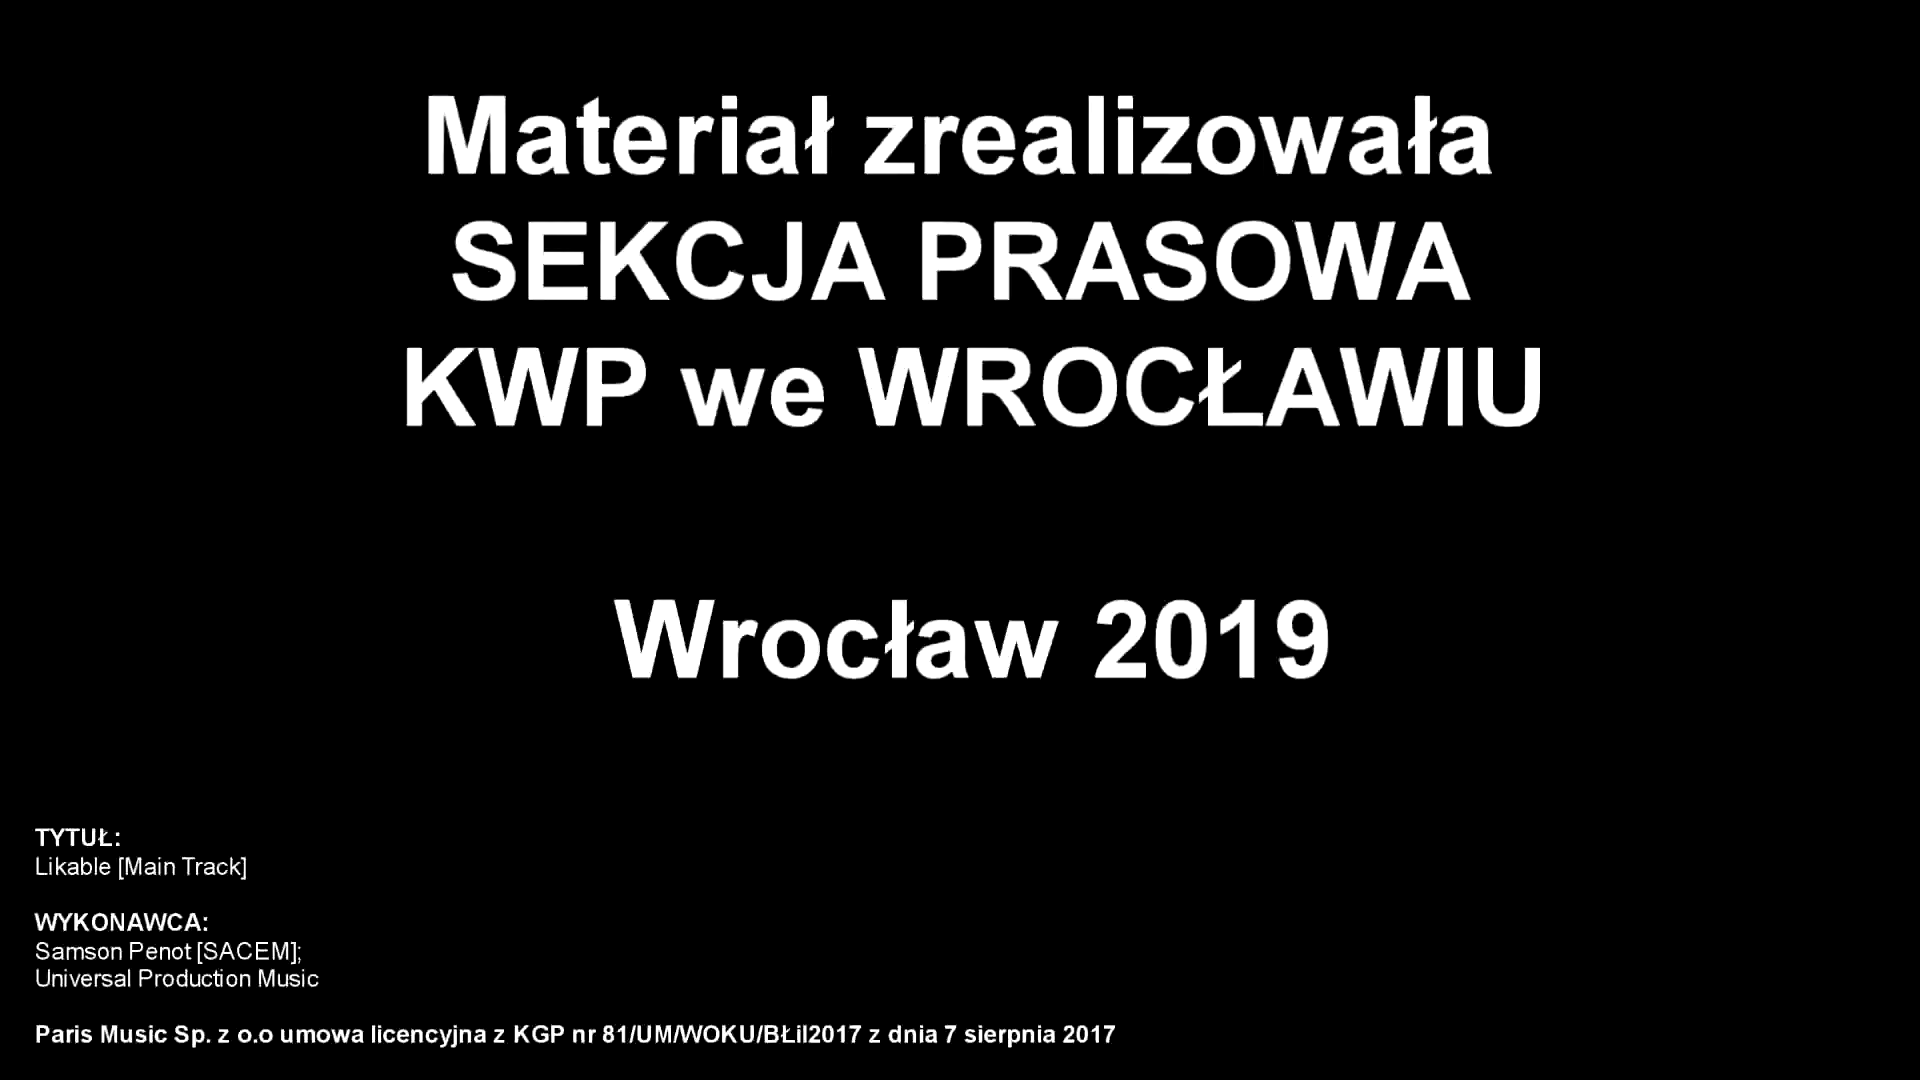 Materiał zrealizowała
SEKCJA PRASOWA
KWP we WROCŁAWIU
Wrocław 2019
TYTUŁ:
Likable [Main Track]
WYKONAWCA:
Samson Penot [SACEM];
Universal Production Music
Paris Music Sp. z o.o umowa licencyjna z KGP nr 81/UM/WOKU/BŁiI2017 z dnia 7 sierpnia 2017